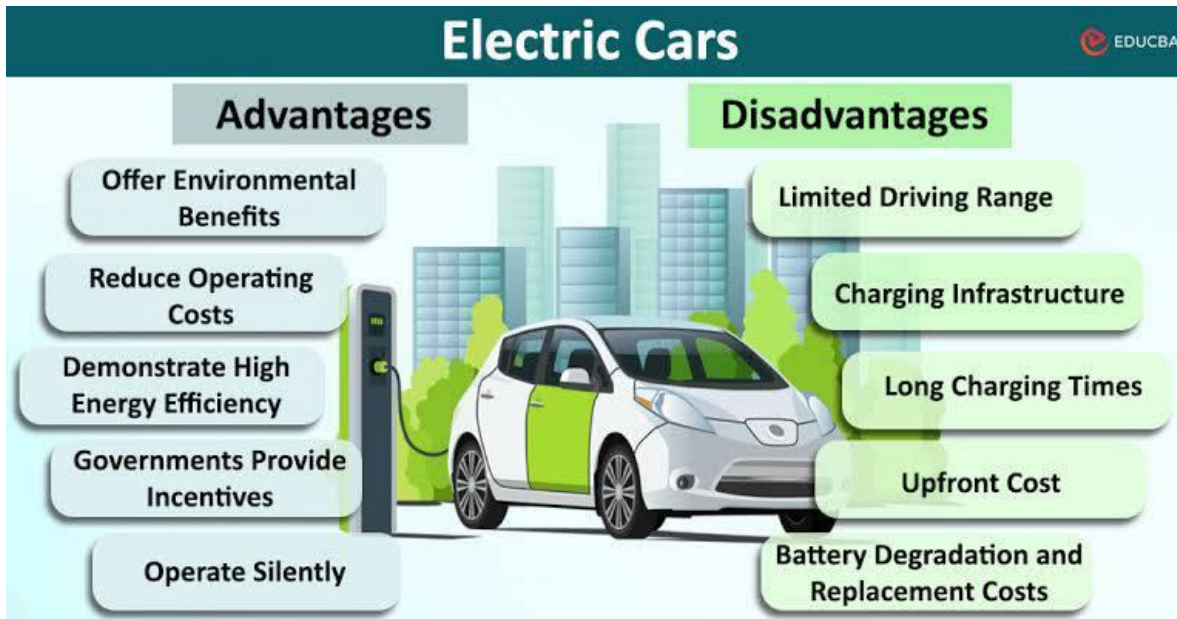 Electric Cars
EDUCBA
Advantages
Offer Environmental
Benefits
Reduce Operating
Costs
Demonstrate High
Energy Efficiency
Governments Provide
Incentives
Operate Silently
Disadvantages
Limited Driving Range
Charging Infrastructure
Long Charging Times
Upfront Cost
Battery Degradation and
Replacement Costs